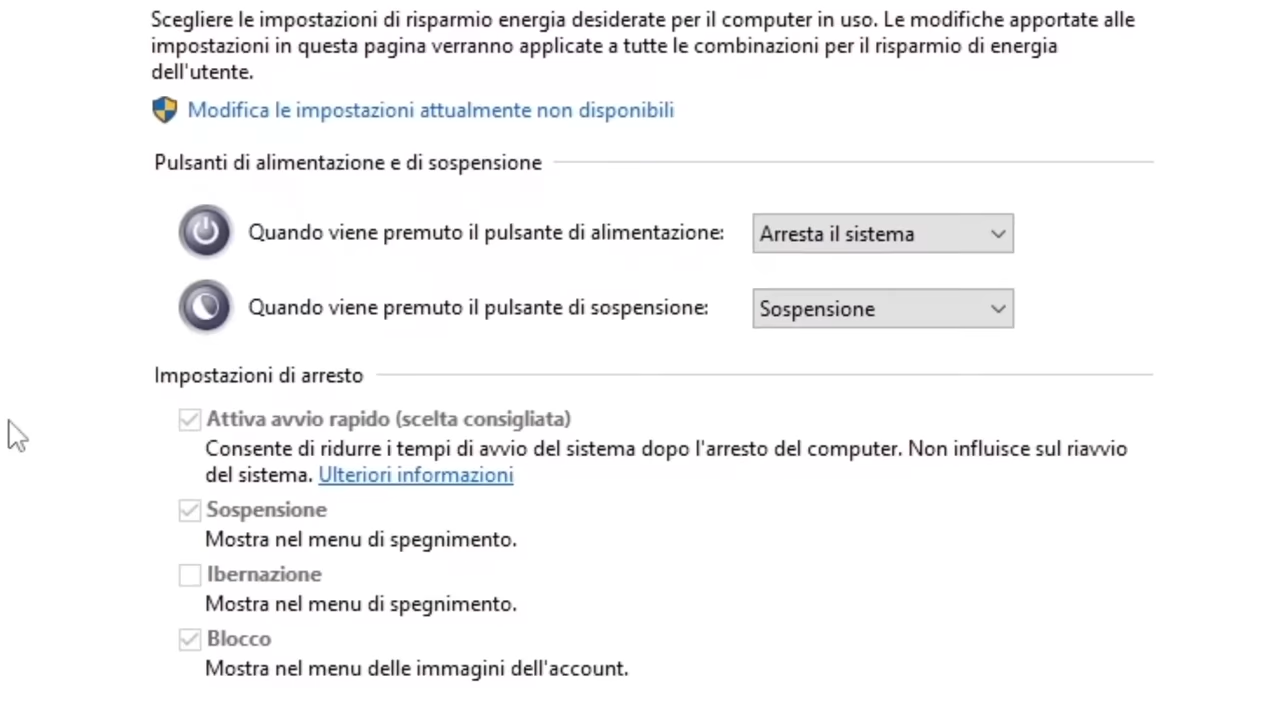 Scegliere le impostazioni di risparmio energia desiderate per il computer in uso. Le modifiche apportate alle
impostazioni in questa pagina verranno applicate a tutte le combinazioni per il risparmio di energia
dell'utente.
Modifica le impostazioni attualmente non disponibili
Pulsanti di alimentazione e di sospensione
Quando viene premuto il pulsante di alimentazione: Arresta il sistema
Quando viene premuto il pulsante di sospensione: Sospensione
Impostazioni di arresto
Attiva avvio rapido (scelta consigliata)
Consente di ridurre i tempi di avvio del sistema dopo l'arresto del computer. Non influisce sul riavvio
del sistema. Ulteriori informazioni
Sospensione
Mostra nel menu di spegnimento.
Ibernazione
Mostra nel menu di spegnimento.
Blocco
Mostra nel menu delle immagini dell'account.